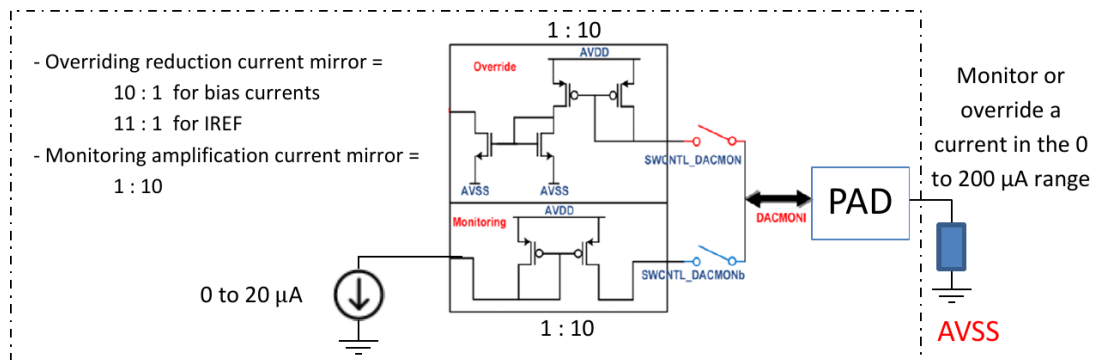 1 : 10
- Overriding reduction current mirror =
10 : 1 for bias currents
11 : 1 for IREF
- Monitoring amplification current mirror =
1 : 10
Override
AVDD
SWCNTL_DACMON
AVSS
AVSS
Monitoring
AVDD
SWCNTL_DACMONb
DACMONI
PAD
Monitor or
override a
current in the 0
to 200 µA range
AVSS
0 to 20 µA
1 : 10